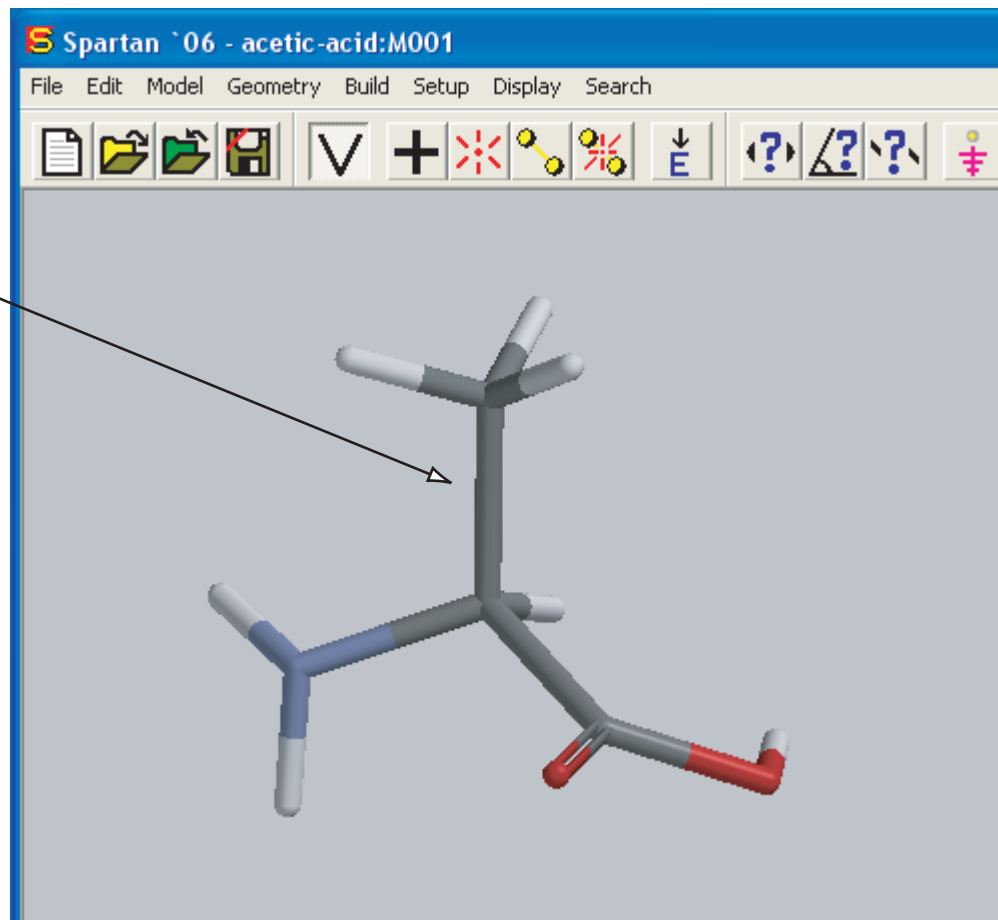 Spartan `06 - acetic-acid:M001
File Edit Model Geometry Build Setup Display Search
E ? ? ?